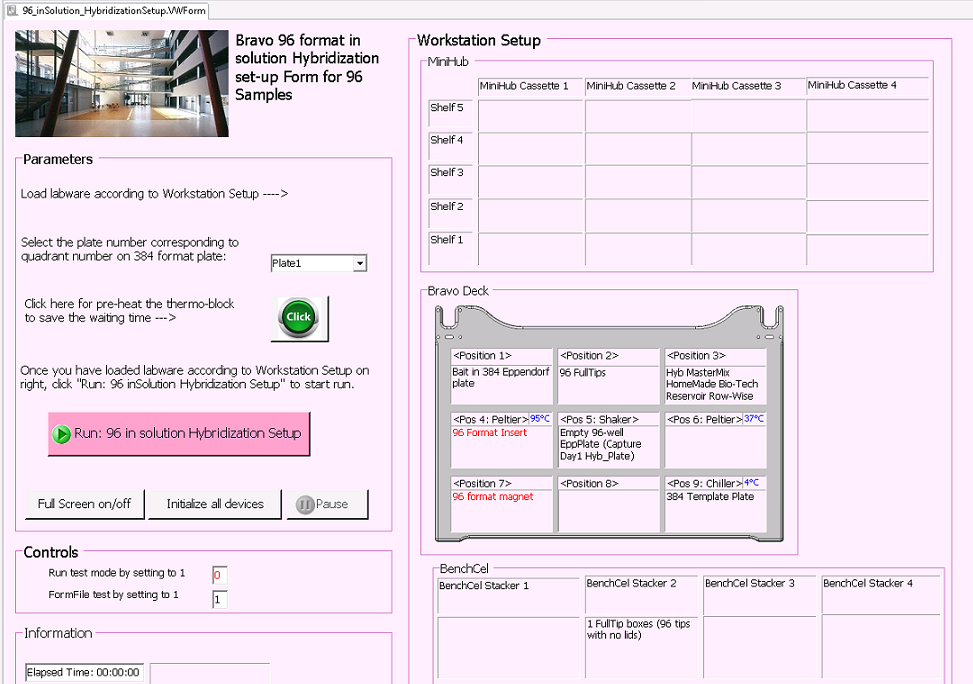 96_inSolution_HybridizationSetup.VWForm
Bravo 96 format in
solution Hybridization
set-up Form for 96
Samples
Parameters
Load labware according to Workstation Setup ---->
Select the plate number corresponding to
quadrant number on 384 format plate:
Plate1
Click here for pre-heat the thermo-block
to save the waiting time --->
Click
Once you have loaded labware according to Workstation Setup on
right, click "Run: 96 inSolution Hybridization Setup" to start run.
Run: 96 in solution Hybridization Setup
Full Screen on/off
Initialize all devices
Pause
Controls
Run test mode by setting to 1
0
FormFile test by setting to 1
1
Information
Elapsed Time: 00:00:00
Workstation Setup
MiniHub
MiniHub Cassette 1
MiniHub Cassette 2
MiniHub Cassette 3
MiniHub Cassette 4
Shelf 5
Shelf 4
Shelf 3
Shelf 2
Shelf 1
Bravo Deck
<Position 1>
Bait in 384 Eppendorf
plate
<Position 2>
96 FullTips
<Position 3>
Hyb MasterMix
HomeMade Bio-Tech
Reservoir Row-Wise
<Pos 4: Peltier> 95°C
96 Format Insert
<Pos 5: Shaker>
Empty 96-well
EppPlate (Capture
Day1 Hyb_Plate)
<Pos 6: Peltier> 37°C
<Position 7>
96 format magnet
<Position 8>
<Pos 9: Chiller> 4°C
384 Template Plate
BenchCel
BenchCel Stacker 1
BenchCel Stacker 2
BenchCel Stacker 3
BenchCel Stacker 4
1 FullTip boxes (96 tips
with no lids)